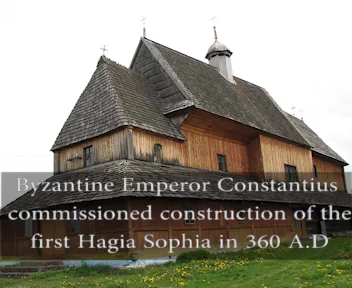 Byzantine Emperor Constantius
commissioned construction of the
first Hagia Sophia in 360 A.D